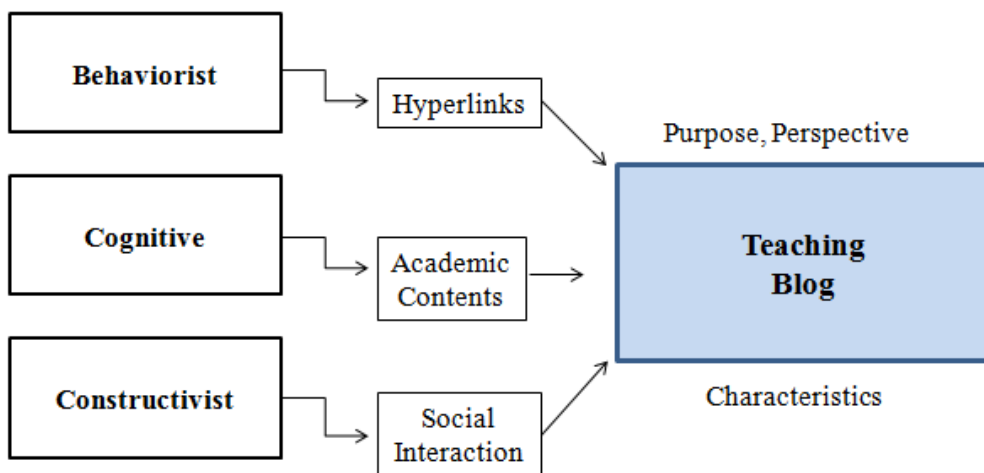 Behaviorist
Hyperlinks
Purpose, Perspective
Cognitive
Academic
Contents
Teaching
Blog
Constructivist
Social
Interaction
Characteristics